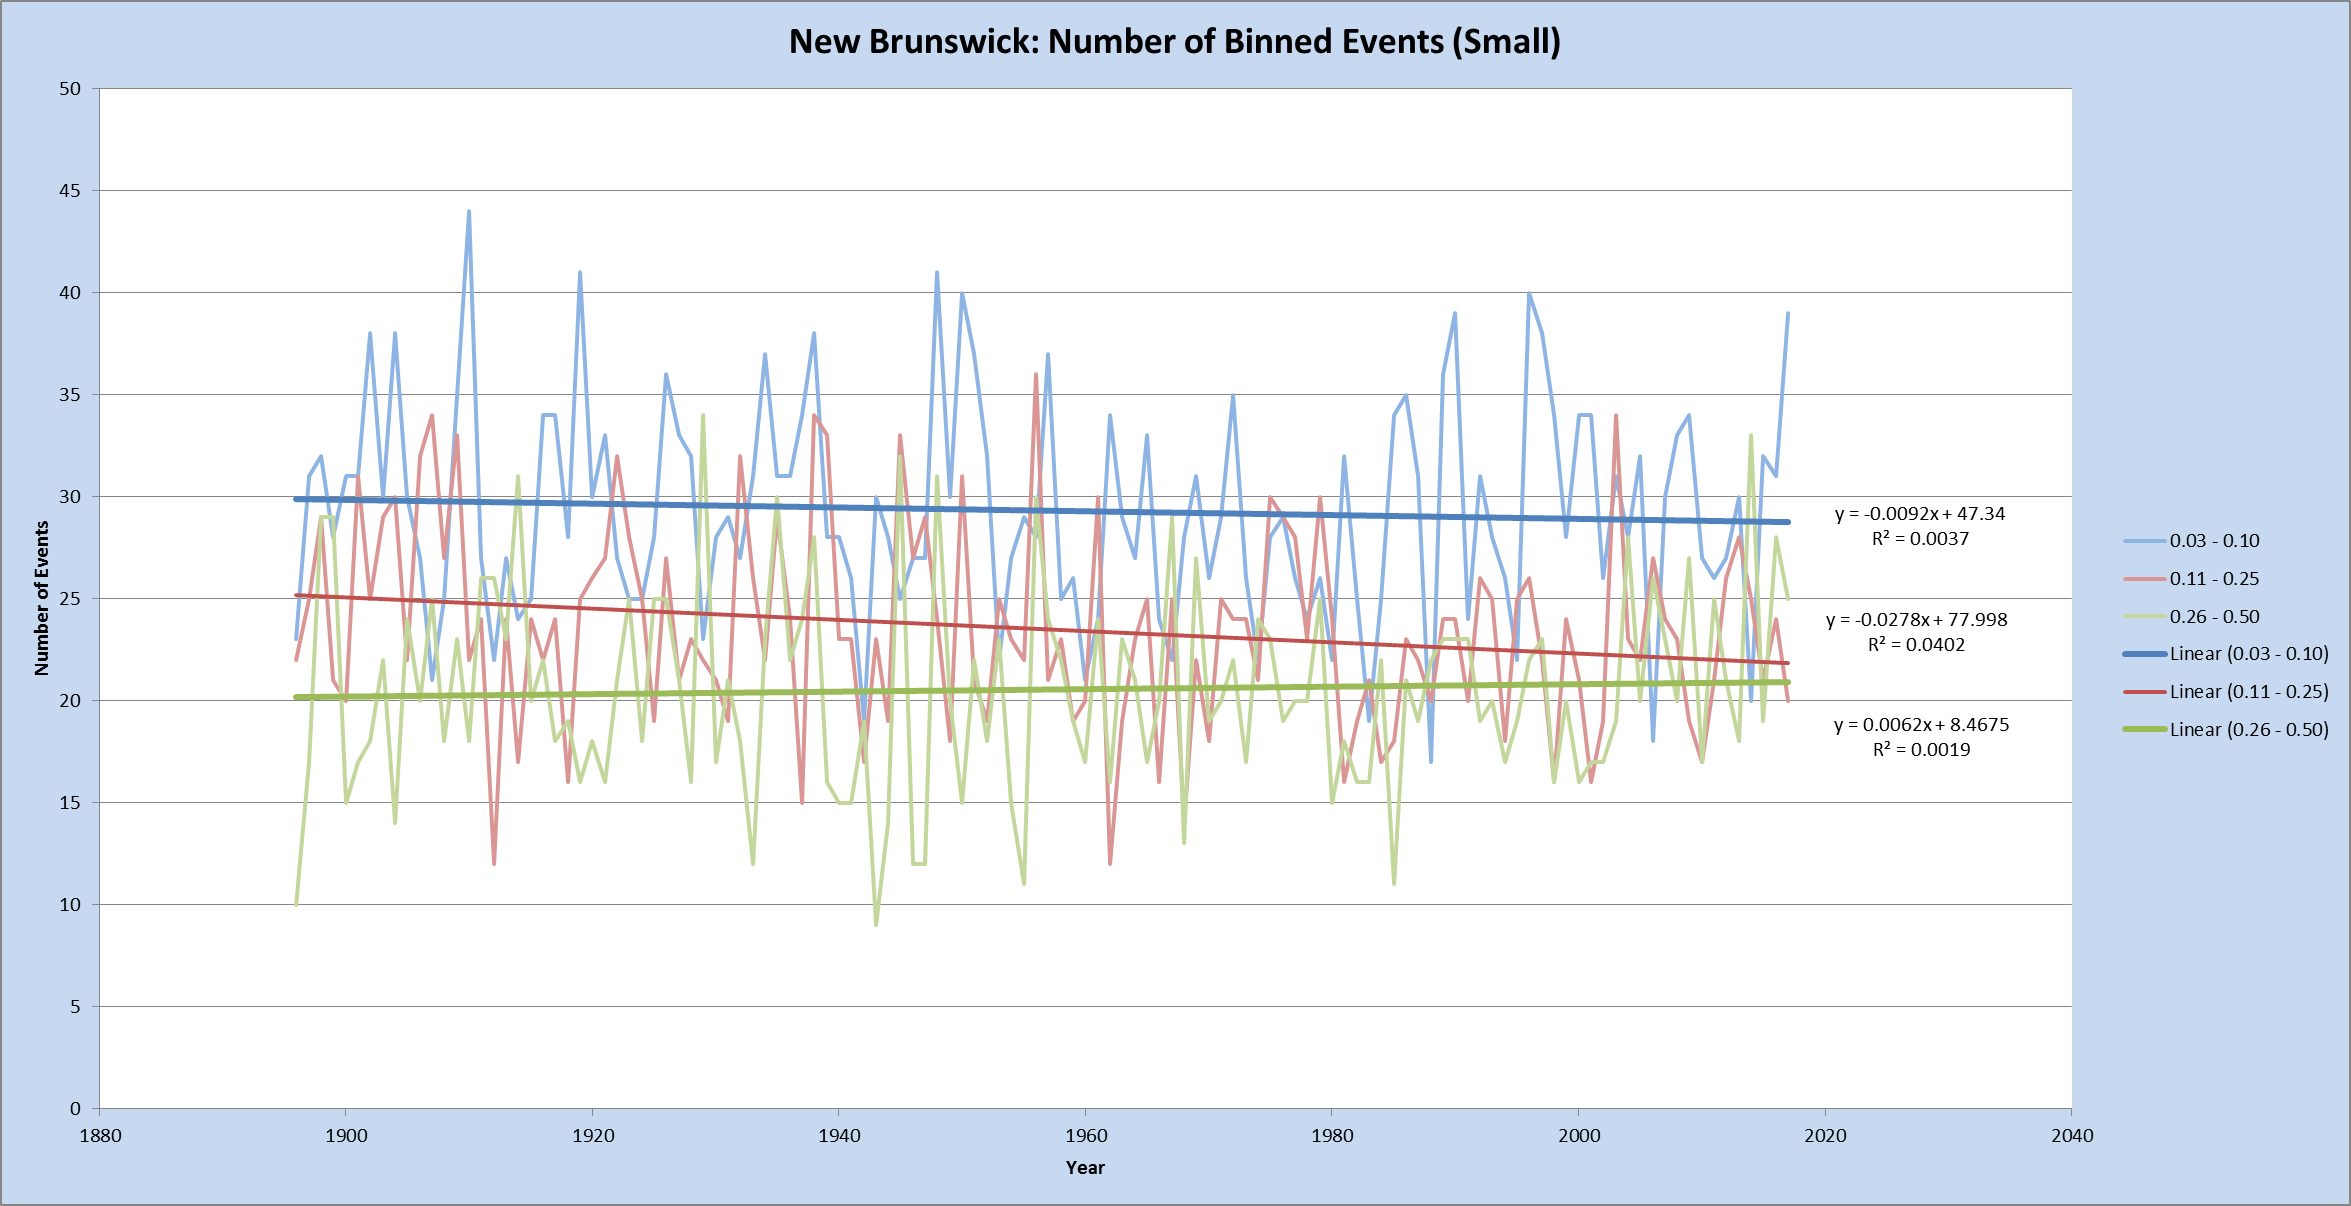 New Brunswick: Number of Binned Events (Small)
50
45
40
35
30
25
20
15
10
5
0
Number of Events
1880
1900
1920
1940
1960
1980
2000
2020
2040
Year
y = -0.0092x + 47.34
R² = 0.0037
y = -0.0278x + 77.998
R² = 0.0402
y = 0.0062x + 8.4675
R² = 0.0019
0.03 - 0.10
0.11 - 0.25
0.26 - 0.50
Linear (0.03 - 0.10)
Linear (0.11 - 0.25)
Linear (0.26 - 0.50)